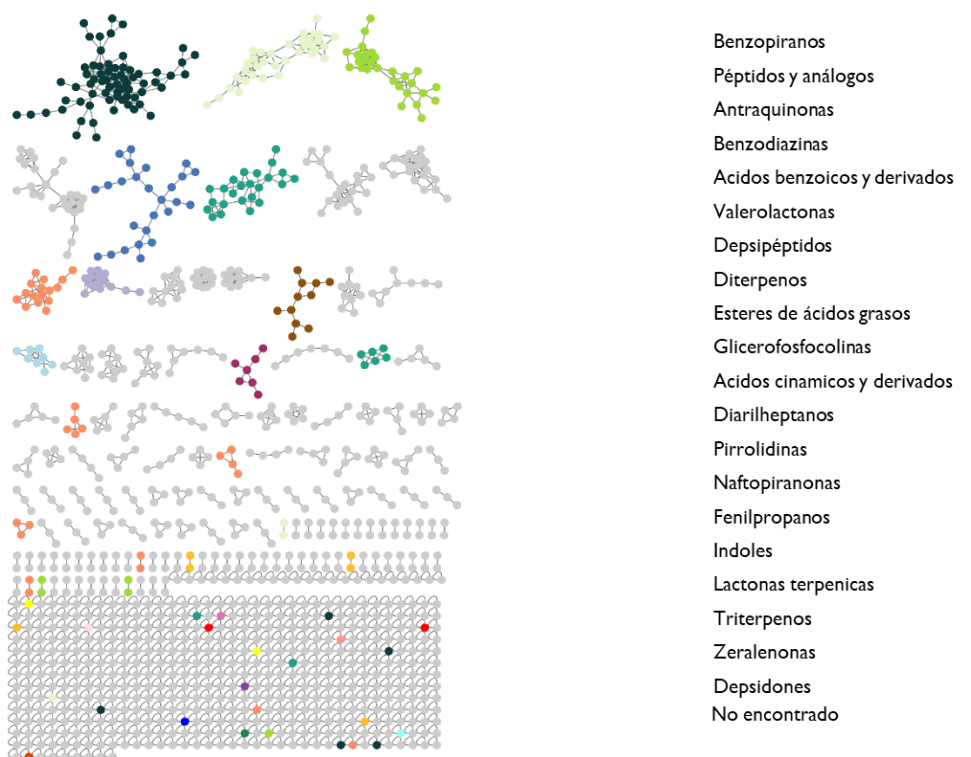 Benzopiranos
Péptidos y análogos
Antraquinonas
Benzodiazinas
Acidos benzoicos y derivados
Valerolactonas
Depsipéptidos
Diterpenos
Esteres de ácidos grasos
Glicerofosfocolinas
Acidos cinamicos y derivados
Diarilheptanos
Pirrolidinas
Naftopiranonas
Fenilpropanos
Indoles
Lactonas terpenicas
Triterpenos
Zeralenonas
Depsidones
No encontrado